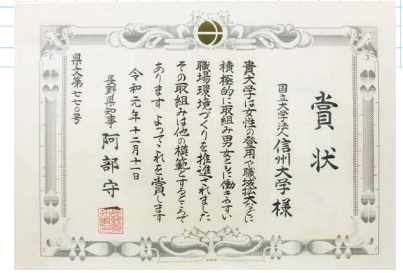 賞状
国立大学法人信州大学様
貴大学は女性の登用や職域拡大などに
積極的に取組み男女ともに働きやすい
職場環境づくりを推進されました
その取組みは他の模範とするところで
あります よってこれを賞します
令和元年十二月十一日
長野県知事 阿部守一
県文第七七〇号